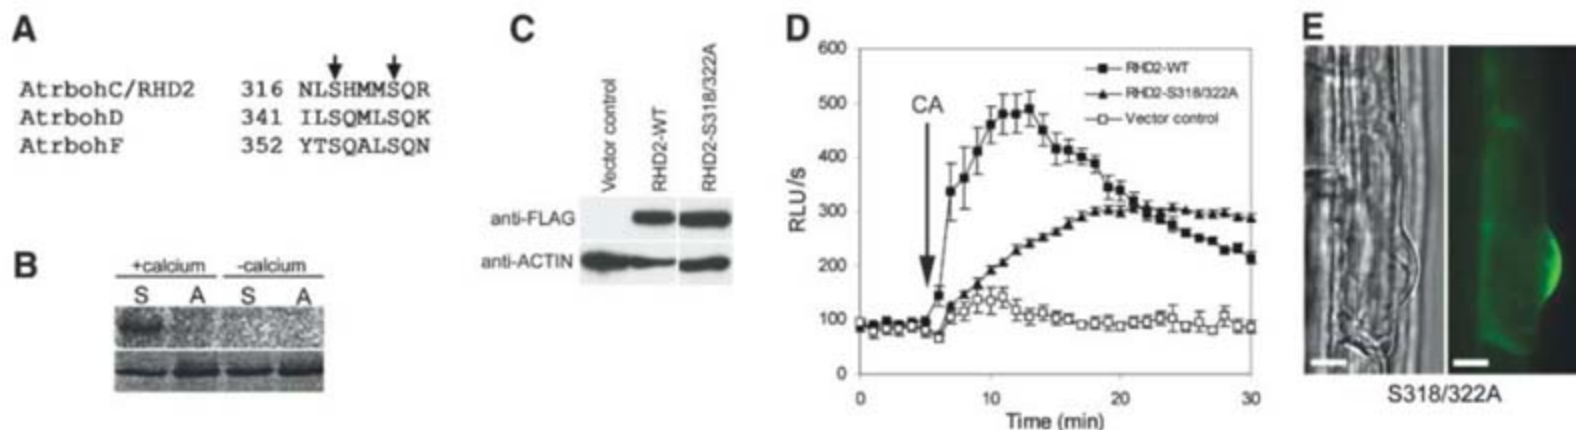 A
AtrbohC/RHD2 316 NLSHMMSQR
AtrbohD 341 ILSQMLSQK
AtrbohF 352 YTSQALSQN
B
+calcium -calcium
S A S A
C
Vector control
RHD2-WT
RHD2-S318/322A
anti-FLAG
anti-ACTIN
D
RHD2-WT
RHD2-S318/322A
Vector control
CA
RLU/s
600
500
400
300
200
100
0
0 10 20 30
Time (min)
E
S318/322A